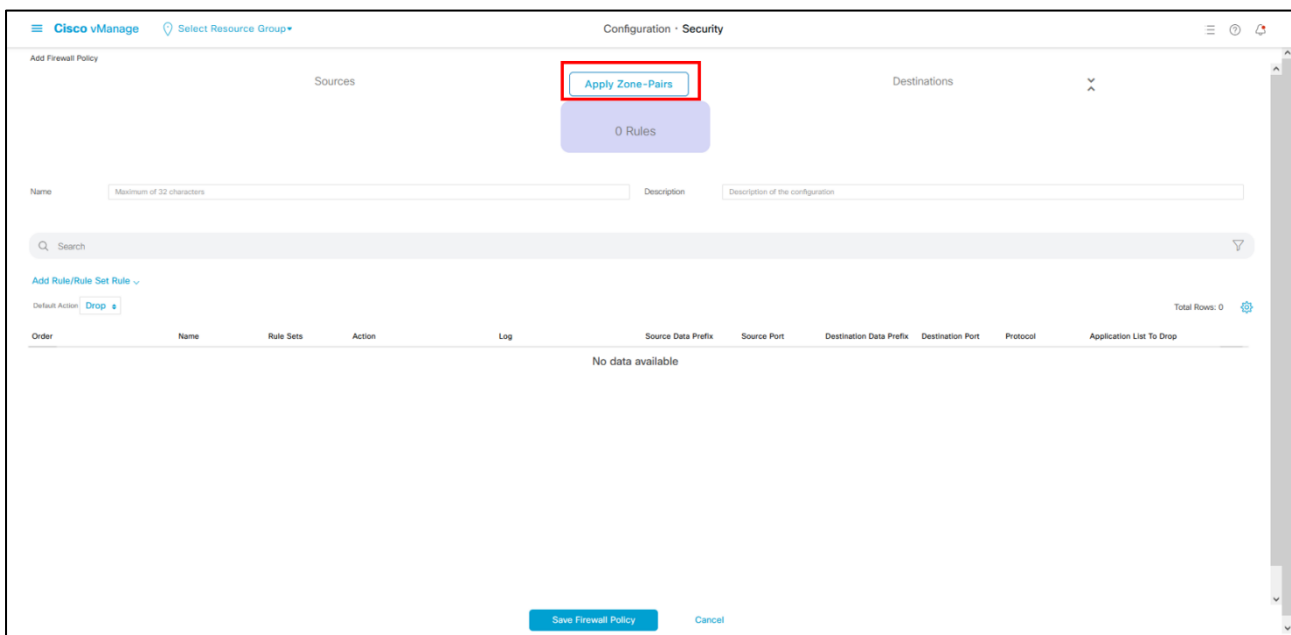 Cisco vManage Select Resource Group Configuration · Security
Add Firewall Policy
Sources Apply Zone-Pairs Destinations
0 Rules
Name Maximum of 32 characters Description Description of the configuration
Search
Add Rule/Rule Set Rule
Default Action Drop Total Rows: 0
Order Name Rule Sets Action Log Source Data Prefix Source Port Destination Data Prefix Destination Port Protocol Application List To Drop
No data available
Save Firewall Policy Cancel